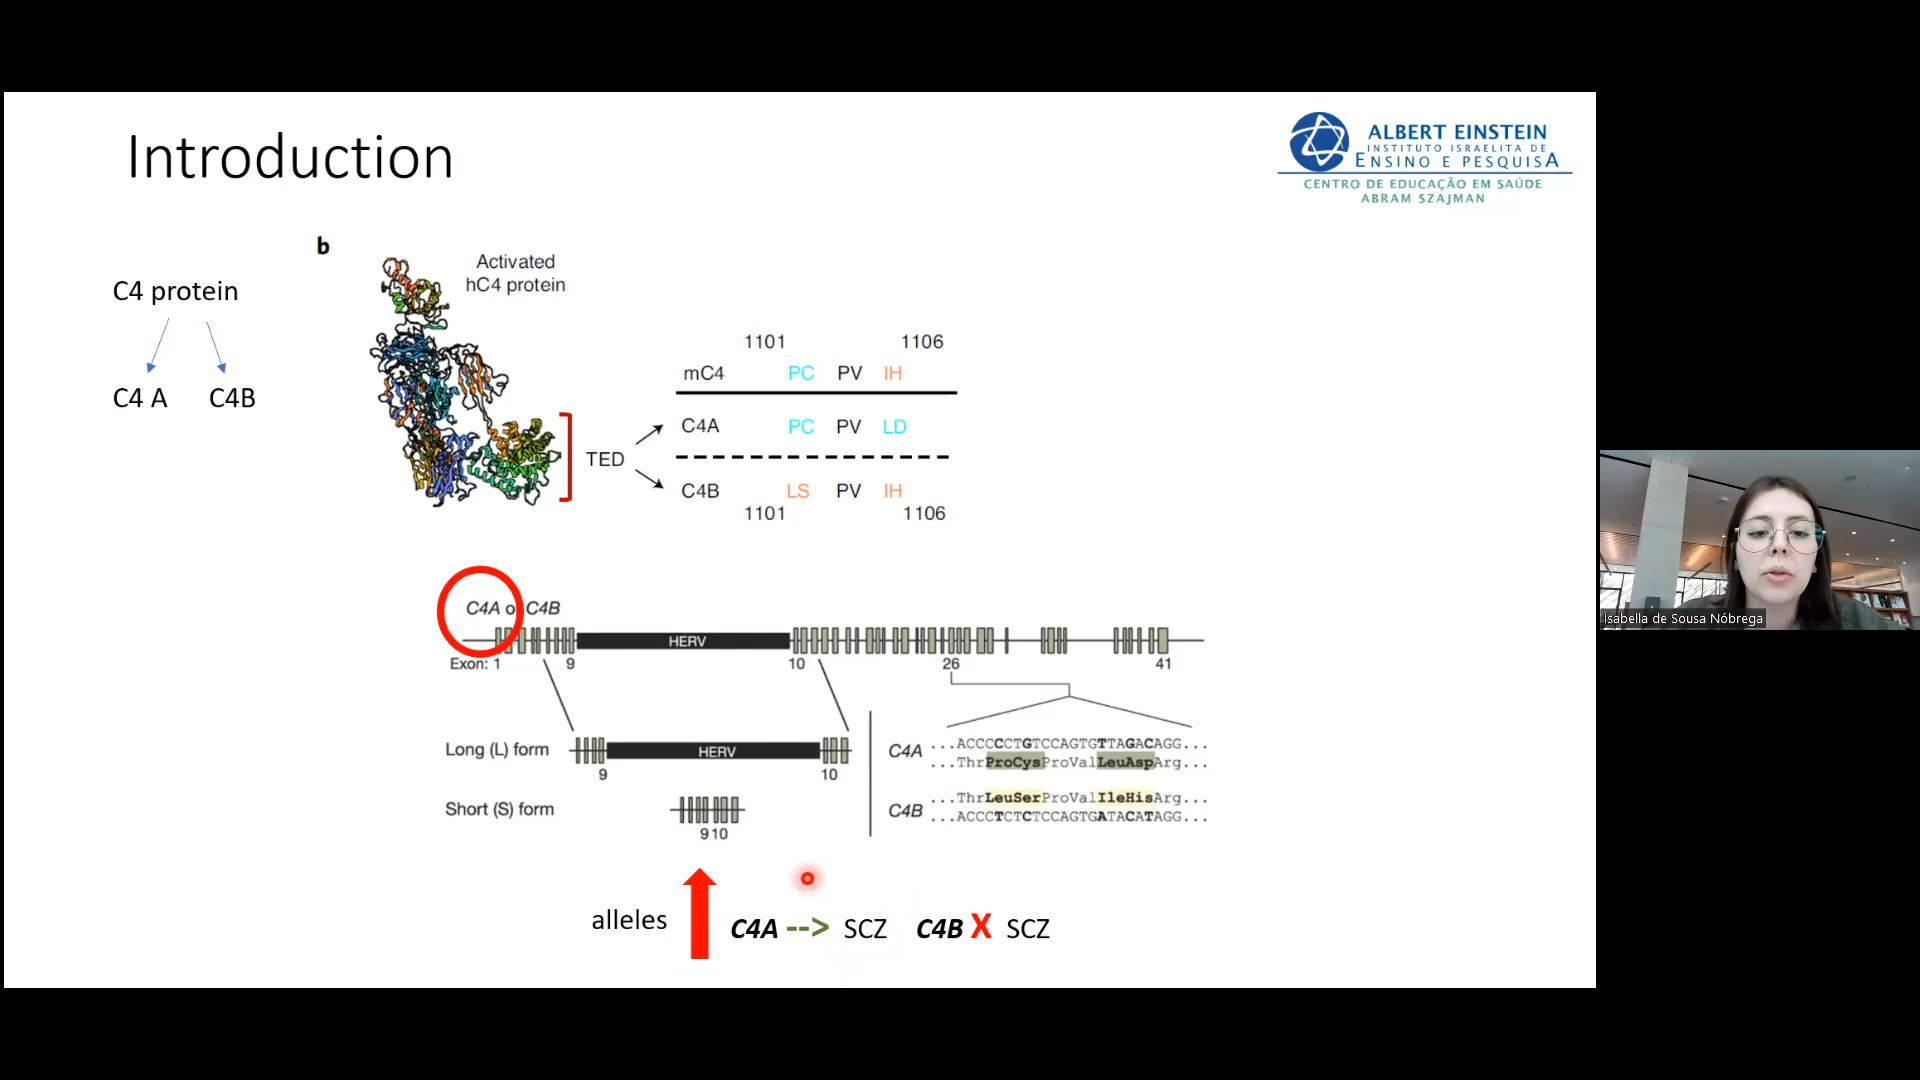 Introduction
ALBERT EINSTEIN
INSTITUTO ISRAELITA DE
ENSINO E PESQUISA
CENTRO DE EDUCAÇÃO EM SAÚDE
ABRAM SZAJMAN
C4 protein
C4 A C4B
b
Activated
hC4 protein
TED
1101 1106
mC4 PC PV IH
C4A PC PV LD
C4B LS PV IH
1101 1106
C4A or C4B
HERV
Exon: 1 9 10 26 41
Long (L) form HERV
9 10
Short (S) form
910
C4A ...ACCCCCTGTCCAGTGTTAGACAGG...
...ThrProCysProValLeuAspArg...
C4B ...ThrLeuSerProValIleHisArg...
...ACCCTCTCTCCAGTGATACATAGG...
alleles C4A --> SCZ C4B X SCZ
Isabella de Sousa Nóbrega